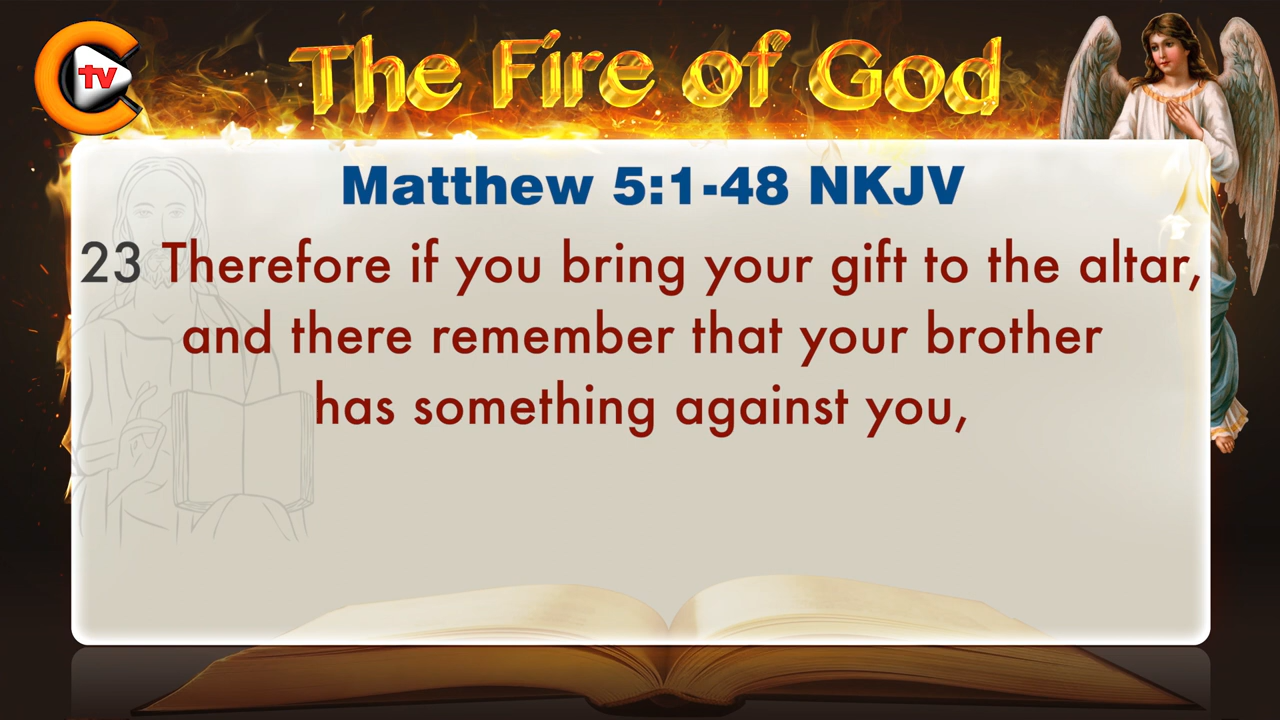 tv
The Fire of God
Matthew 5:1-48 NKJV
23 Therefore if you bring your gift to the altar,
and there remember that your brother
has something against you,